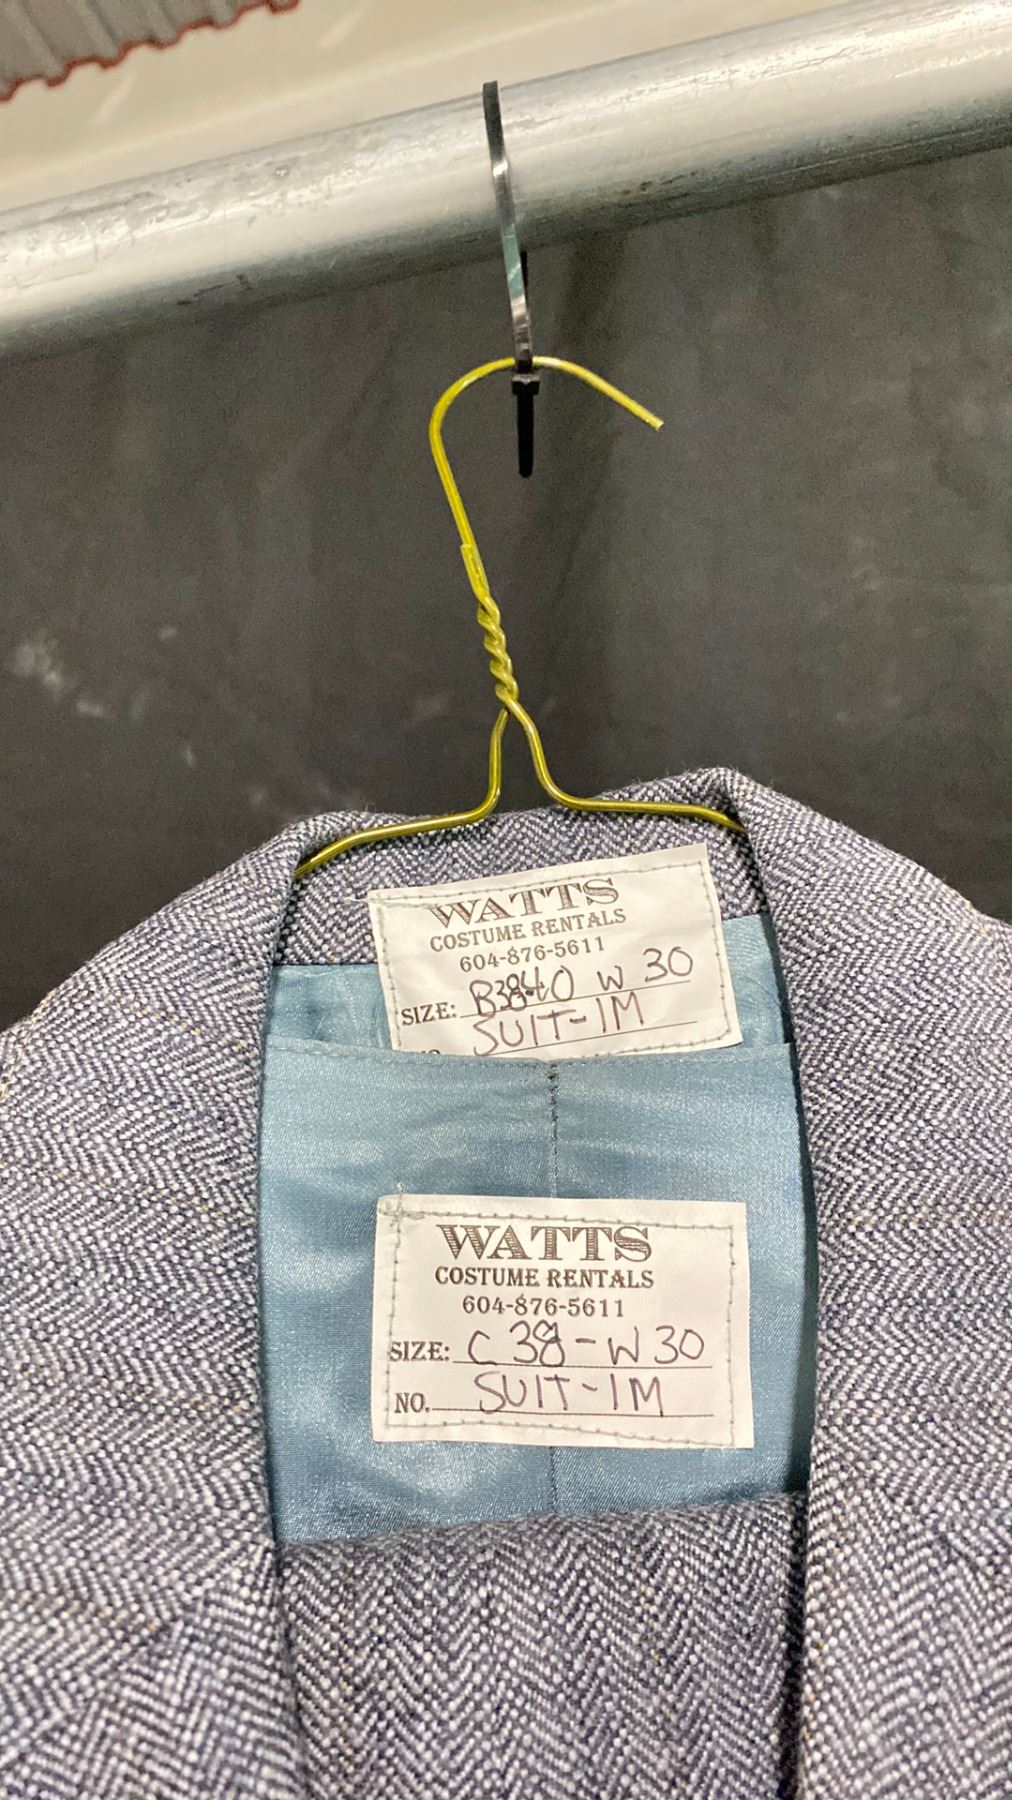 WATTS
COSTUME RENTALS
604-876-5611
SIZE: W 30
SUIT-1M
WATTS
COSTUME RENTALS
604-876-5611
SIZE: C 38-W30
NO. SUIT-1M